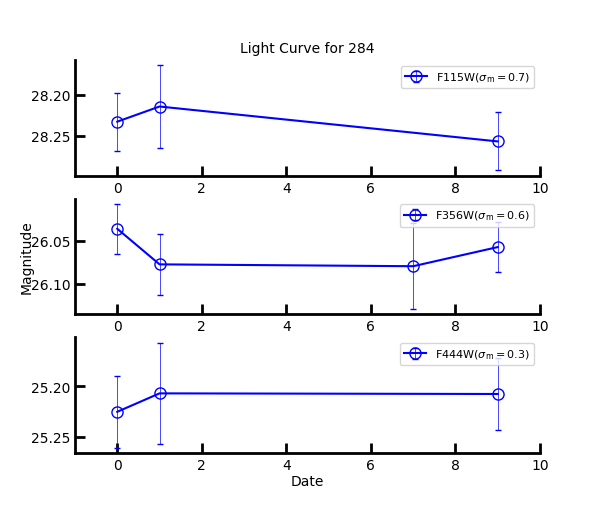 Light Curve for 284
F115W(σm = 0.7)
28.20
28.25
0 2 4 6 8 10
F356W(σm = 0.6)
26.05
26.10
0 2 4 6 8 10
Magnitude
F444W(σm = 0.3)
25.20
25.25
0 2 4 6 8 10
Date